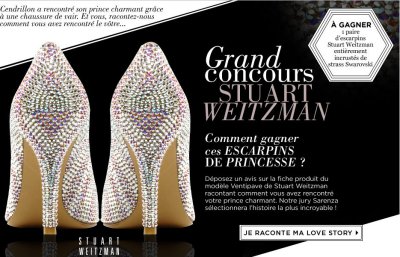 Cendrillon a rencontré son prince charmant grâce
à une chaussure de vair. Et vous, racontez-nous
comment vous avez rencontré le vôtre...
À GAGNER
1 paire
d'escarpins
Stuart Weitzman
entièrement
incrustés de
strass Swarovski
Grand
concours
STUART
WEITZMAN
Comment gagner
ces ESCARPINS
DE PRINCESSE ?
Déposez un avis sur la fiche produit du
modèle Ventipave de Stuart Weitzman
racontant comment vous avez rencontré
votre prince charmant. Notre jury Sarenza
sélectionnera l'histoire la plus incroyable !
JE RACONTE MA LOVE STORY >
STUART
WEITZMAN